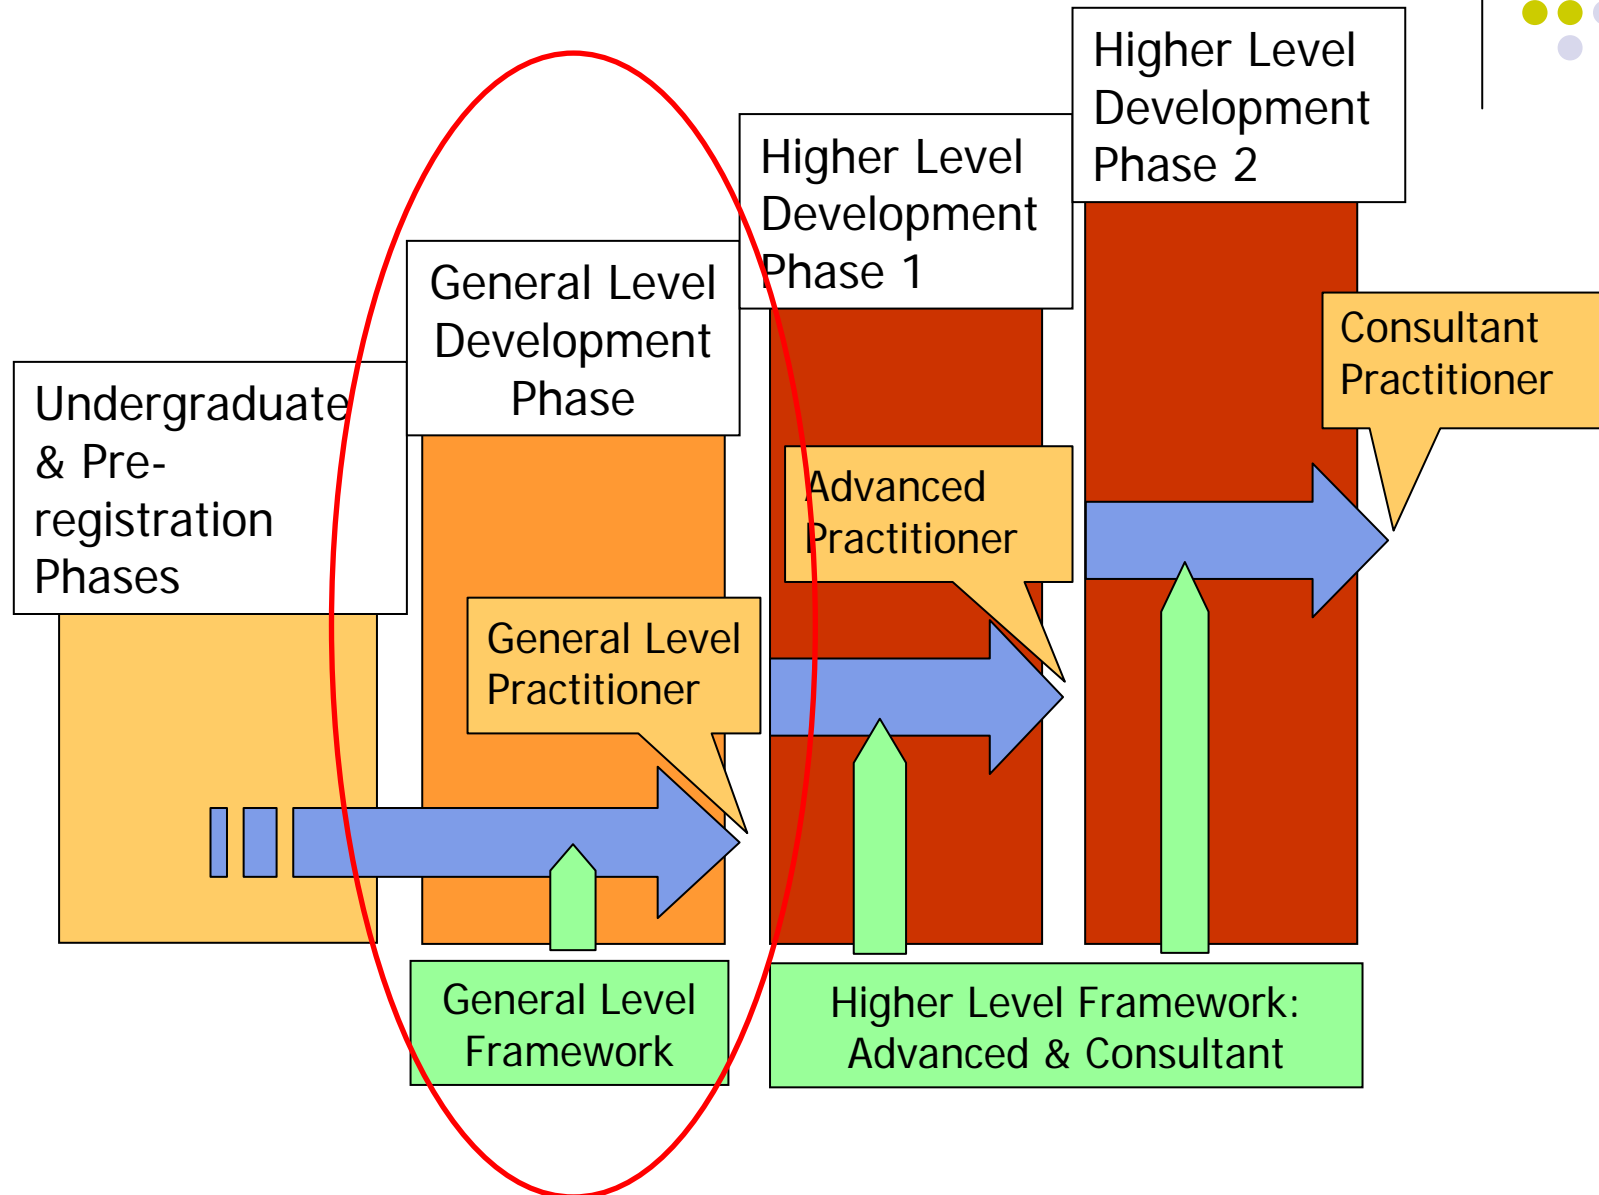 Undergraduate
& Pre-
registration
Phases
General Level
Development
Phase
Higher Level
Development
Phase 1
Higher Level
Development
Phase 2
General Level
Practitioner
Advanced
Practitioner
Consultant
Practitioner
General Level
Framework
Higher Level Framework:
Advanced & Consultant